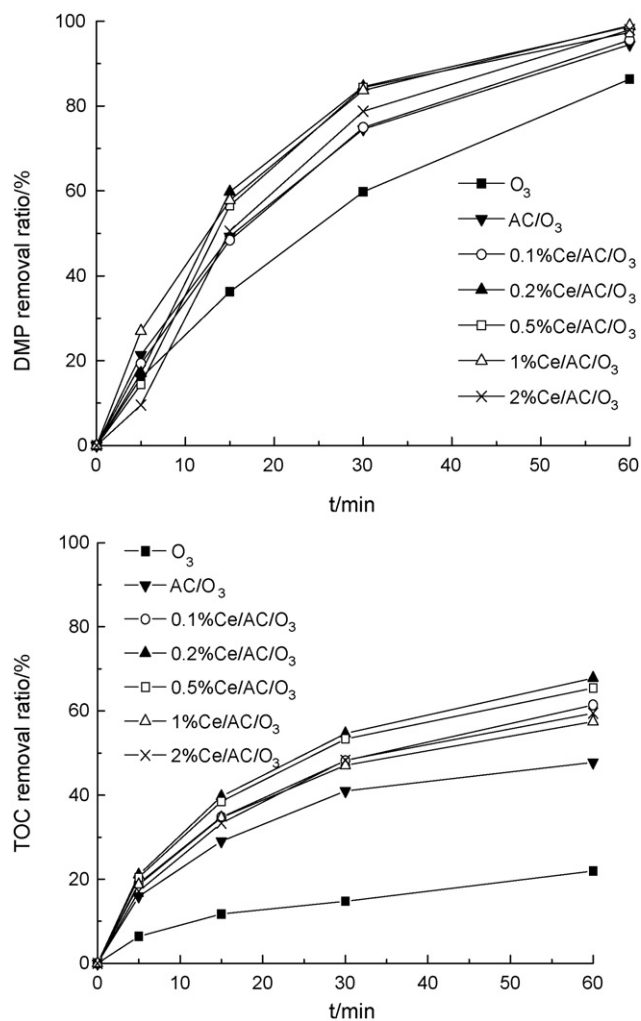 100
80
60
40
20
0
DMP removal ratio/%
O₃
AC/O₃
0.1%Ce/AC/O₃
0.2%Ce/AC/O₃
0.5%Ce/AC/O₃
1%Ce/AC/O₃
2%Ce/AC/O₃
0 10 20 30 40 50 60
t/min
100
80
60
40
20
0
TOC removal ratio/%
O₃
AC/O₃
0.1%Ce/AC/O₃
0.2%Ce/AC/O₃
0.5%Ce/AC/O₃
1%Ce/AC/O₃
2%Ce/AC/O₃
0 10 20 30 40 50 60
t/min